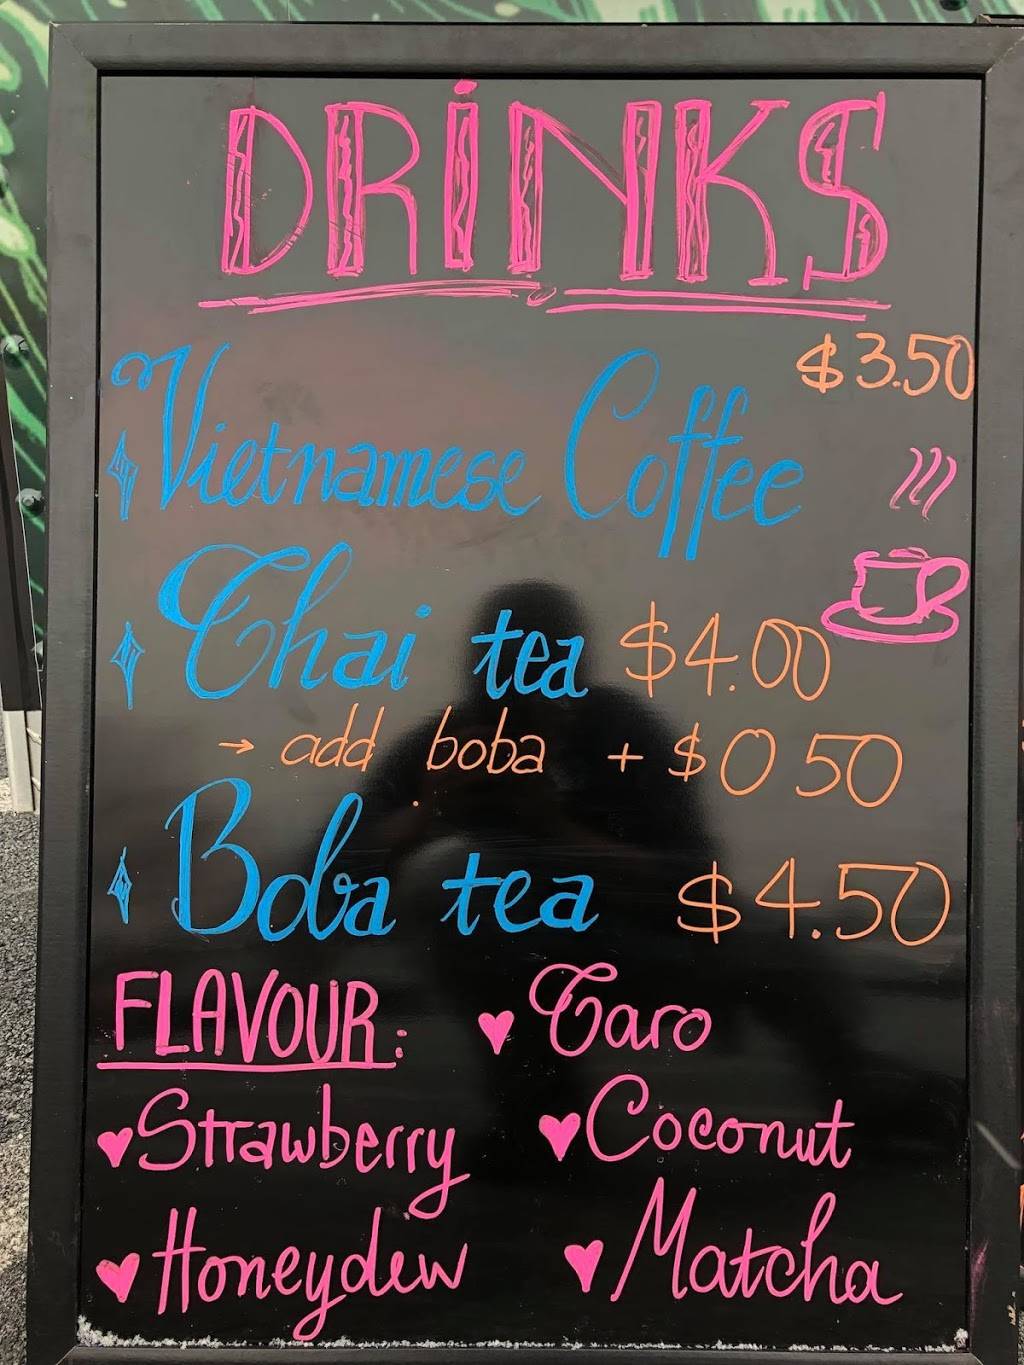 DRINKS
$3.50
Vietnamese Coffee
Chai tea $4.00
→ add boba + $0.50
Boba tea $4.50
FLAVOUR: ♥ Taro
♥ Strawberry ♥ Coconut
♥ Honeydew ♥ Matcha